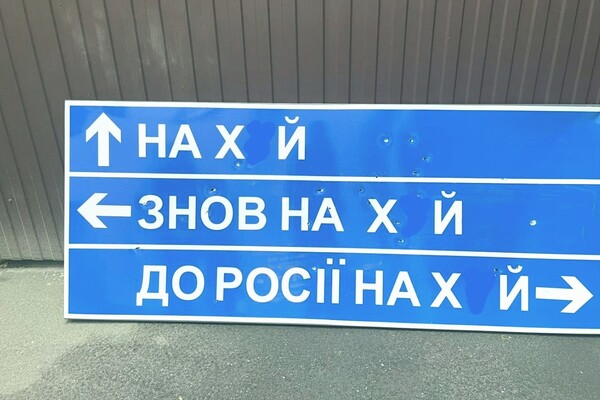 НА Х Й
ЗНОВ НА Х Й
ДО РОСІЇ НА Х Й